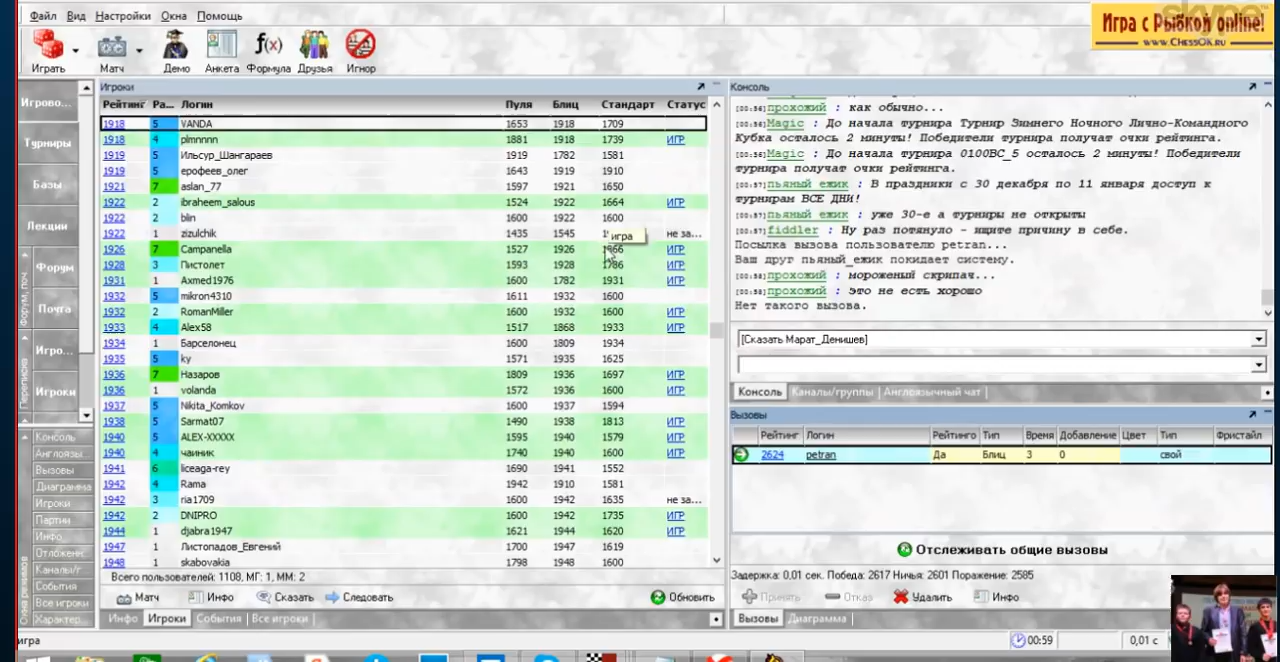 Файл Вид Настройки Окна Помощь
skype
Игра с Рыбкой online!
www.ChessOK.ru
Играть Матч Демо Анкета Формула Друзья Игнор
f(x)
Игрово...
Турниры
Базы
Лекции
Форум
Почта
Игро...
Игроки
Форум, поч.
Переписка
Консоль
Англоязы...
Вызовы
Диаграмма
Игроки
Партии
Инфо
Отложенн:
Каналы/г
События
Все игроки
Характер..
Окна режимов
Игроки
Рейтинг Ра... Логин Пуля Блиц Стандарт Статус
1918 5 VANDA 1653 1918 1709
1918 4 plmnnnn 1881 1918 1739 ИГР
1919 5 Ильсур_Шангараев 1919 1782 1581
1919 5 ерофеев_олег 1643 1919 1910
1921 7 aslan_77 1597 1921 1650
1922 2 ibraheem_salous 1524 1922 1664 ИГР
1922 2 blin 1600 1922 1600
1922 1 zizulchik 1435 1545 не за...
игра
1926 7 Campanella 1527 1926 1666 ИГР
1928 3 Пистолет 1593 1928 1786 ИГР
1931 1 Axmed1976 1600 1782 1931 ИГР
1932 5 mikron4310 1611 1932 1600
1932 2 RomanMiller 1600 1932 1600 ИГР
1933 4 Alex58 1517 1868 1933 ИГР
1934 1 Барселонец 1600 1809 1934
1935 5 ky 1571 1935 1625
1936 7 Назаров 1809 1936 1697 ИГР
1936 1 volanda 1572 1936 1600 ИГР
1937 5 Nikita_Komkov 1600 1937 1594
1938 5 Sarmat07 1490 1938 1813 ИГР
1940 5 ALEX-XXXXX 1595 1940 1579 ИГР
1940 4 чаиник 1740 1940 1600 ИГР
1941 6 liceaga-rey 1690 1941 1552
1942 4 Rama 1942 1910 1581
1942 3 ria1709 1600 1942 1635 не за...
1942 2 DNIPRO 1600 1942 1735 ИГР
1944 1 djabra1947 1621 1944 1620 ИГР
1947 1 Листопадов_Евгений 1700 1947 1619
1948 1 skabovakia 1798 1948 1600
Всего пользователей: 1108, МГ: 1, ММ: 2
Матч Инфо Сказать Следовать Обновить
Инфо Игроки События Все игроки
Консоль
[00:56]прохожий : как обычно...
[00:56]Magic : До начала турнира Турнир Зимнего Ночного Лично-Командного
Кубка осталось 2 минуты! Победители турнира получат очки рейтинга.
[00:56]Magic : До начала турнира 0100BC_5 осталось 2 минуты! Победители
турнира получат очки рейтинга.
[00:57]пьяный ежик : В праздники с 30 декабря по 11 января доступ к
турнирам ВСЕ ДНИ!
[00:57]пьяный ежик : уже 30-е а турниры не открыты
[00:57]fiddler : Ну раз потянуло - ищите причину в себе.
Посылка вызова пользователю petran...
Ваш друг пьяный_ежик покидает систему.
[00:58]прохожий : мороженый скрипач...
[00:58]прохожий : это не есть хорошо
Нет такого вызова.
[Сказать Марат_Денишев]
Консоль Каналы/группы Англоязычный чат
Вызовы
Рейтинг Логин Рейтинго Тип Время Добавление Цвет Тип Фристайл
2624 petran Да Блиц 3 0 свой
Отслеживать общие вызовы
Задержка: 0,01 сек. Победа: 2617 Ничья: 2601 Поражение: 2585
Принять Отказ Удалить Инфо
Вызовы Диаграмма
игра
00:59
0,01 с